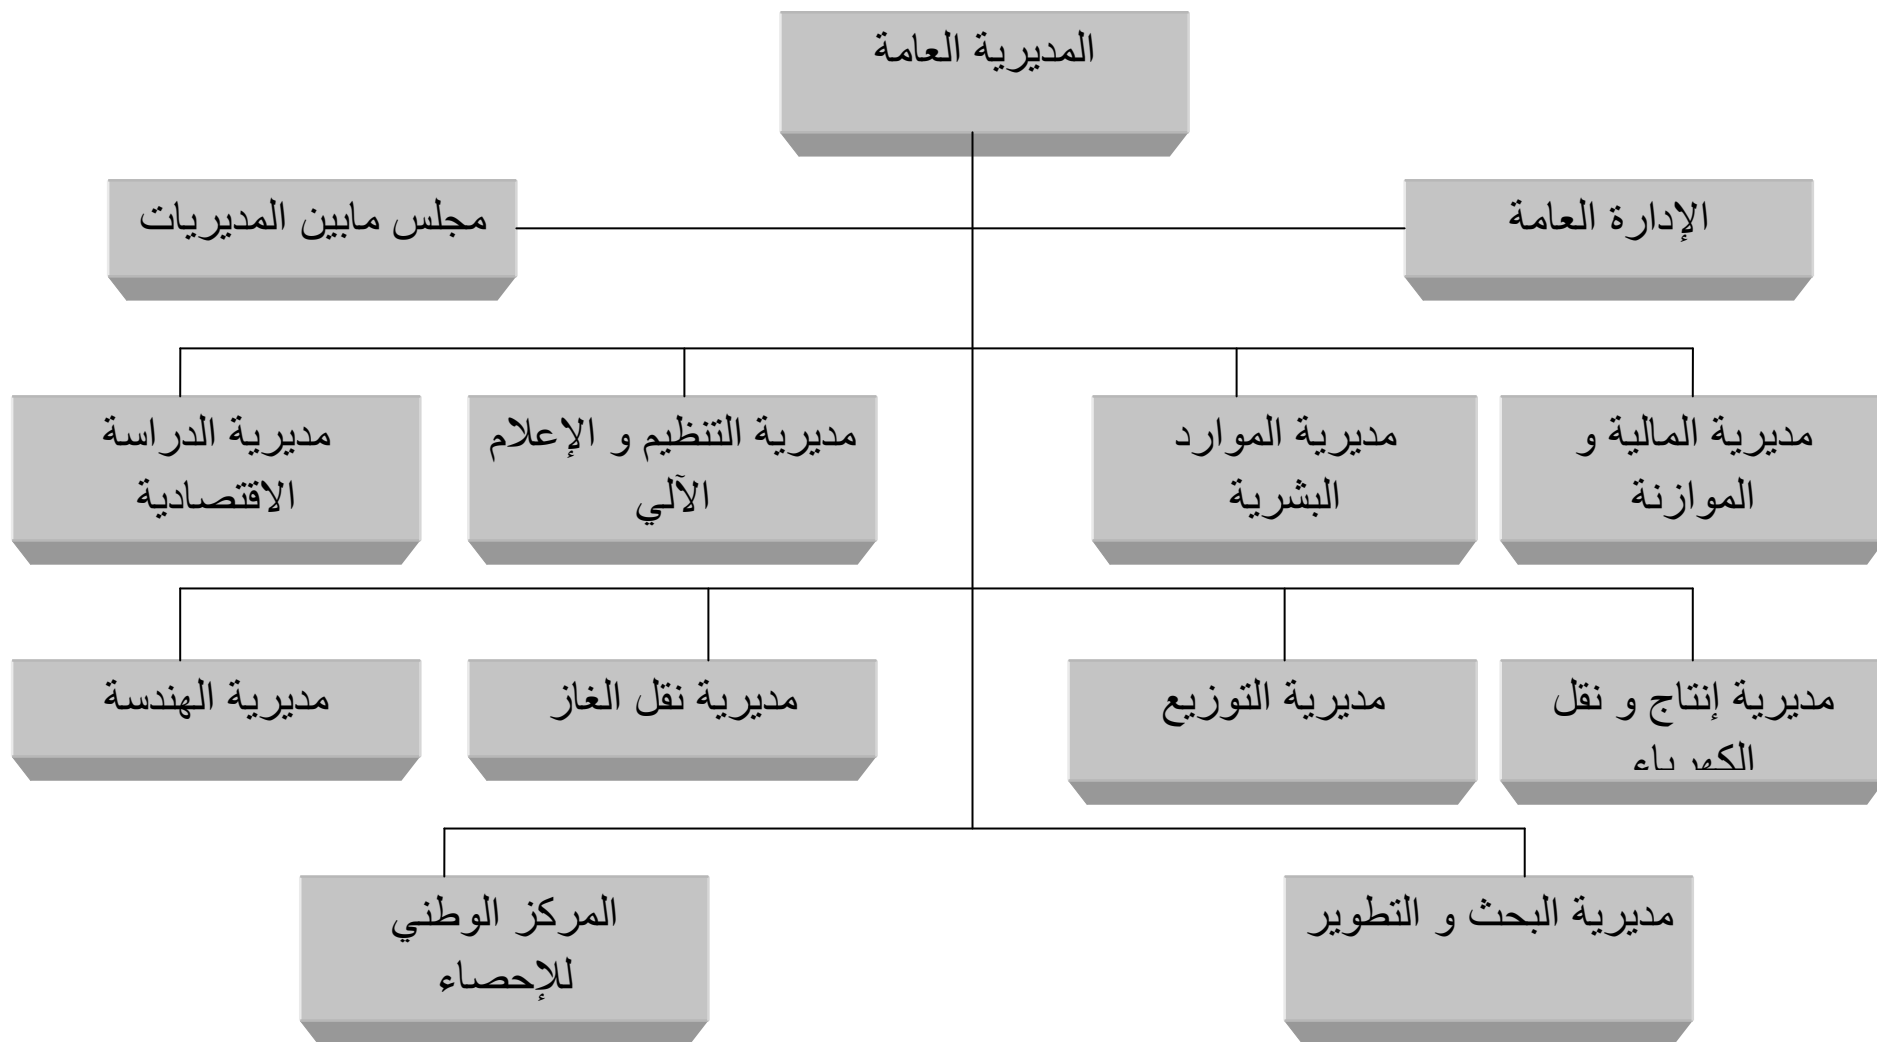 المديرية العامة
الإدارة العامة
مجلس مابين المديريات
مديرية المالية و
الموازنة
مديرية الموارد
البشرية
مديرية التنظيم و الإعلام
الآلي
مديرية الدراسة
الاقتصادية
مديرية إنتاج و نقل
الكهرباء
مديرية التوزيع
مديرية نقل الغاز
مديرية الهندسة
مديرية البحث و التطوير
المركز الوطني
للإحصاء